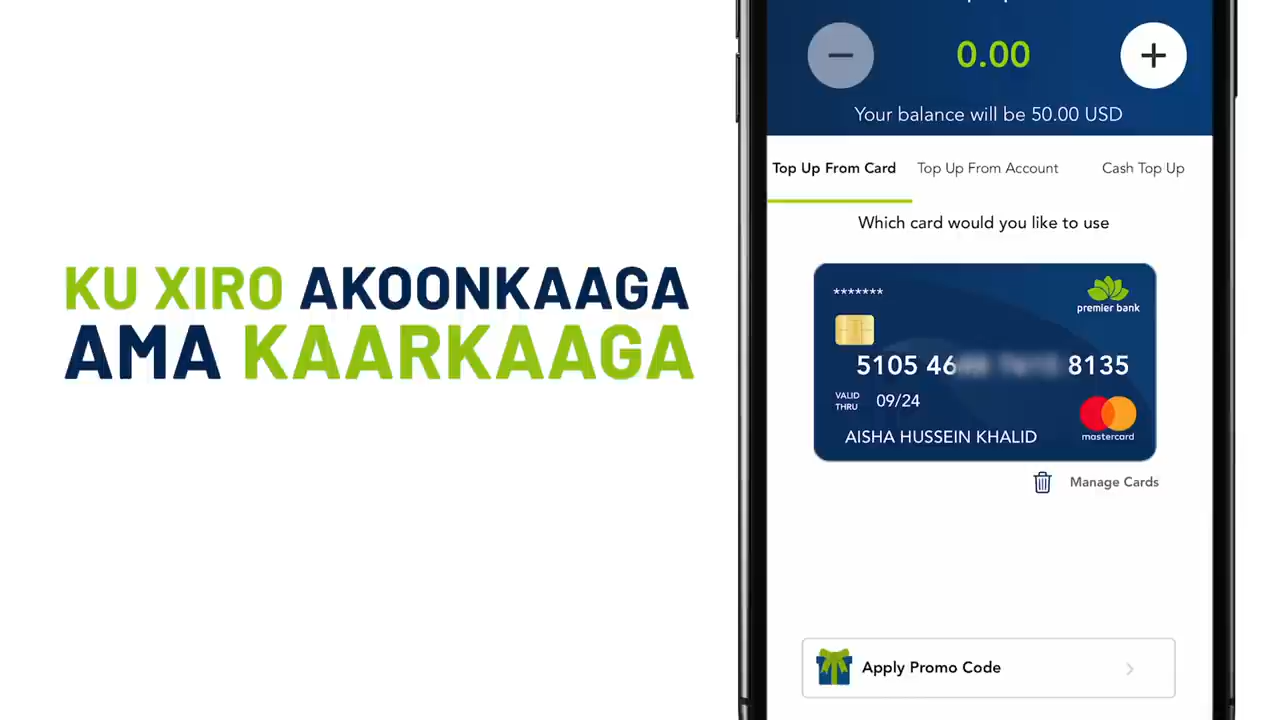 KU XIRO AKOONKAAGA
AMA KAARKAAGA
0.00
Your balance will be 50.00 USD
Top Up From Card Top Up From Account Cash Top Up
Which card would you like to use
*******
premier bank
5105 46 8135
VALID THRU 09/24
AISHA HUSSEIN KHALID
mastercard
Manage Cards
Apply Promo Code